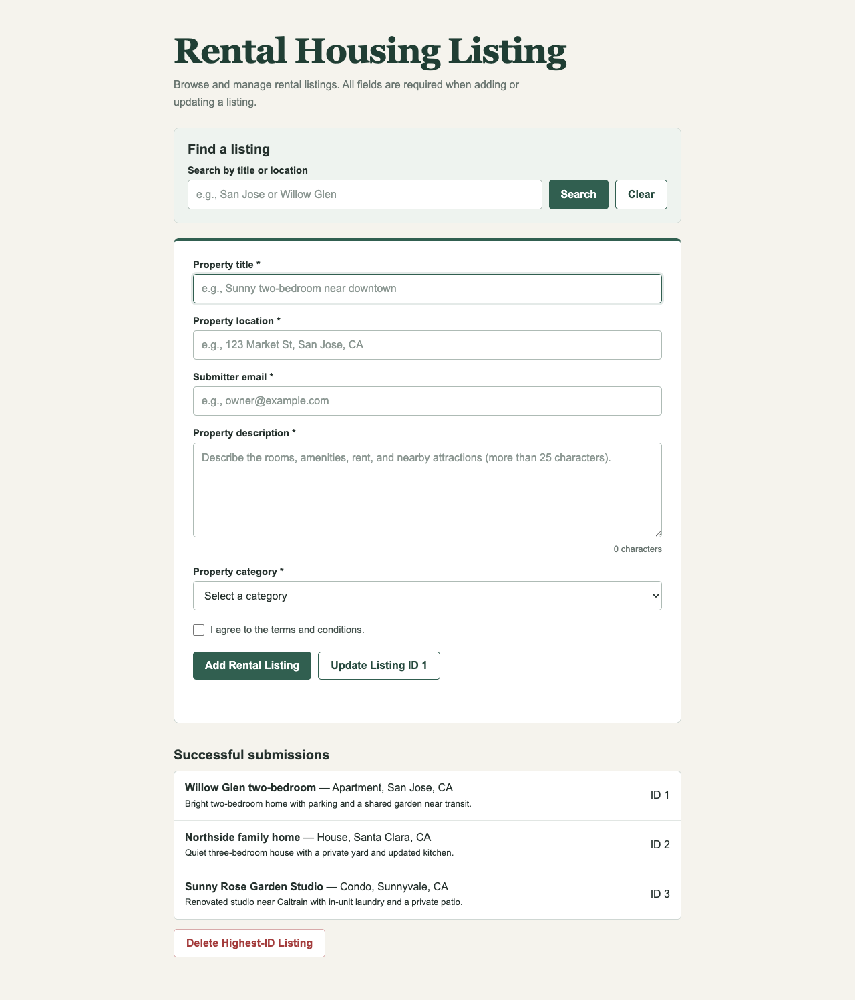 Rental Housing Listing
Browse and manage rental listings. All fields are required when adding or
updating a listing.
Find a listing
Search by title or location
e.g., San Jose or Willow Glen
Search
Clear
Property title *
e.g., Sunny two-bedroom near downtown
Property location *
e.g., 123 Market St, San Jose, CA
Submitter email *
e.g., owner@example.com
Property description *
Describe the rooms, amenities, rent, and nearby attractions (more than 25 characters).
0 characters
Property category *
Select a category
I agree to the terms and conditions.
Add Rental Listing
Update Listing ID 1
Successful submissions
Willow Glen two-bedroom — Apartment, San Jose, CA
Bright two-bedroom home with parking and a shared garden near transit.
ID 1
Northside family home — House, Santa Clara, CA
Quiet three-bedroom house with a private yard and updated kitchen.
ID 2
Sunny Rose Garden Studio — Condo, Sunnyvale, CA
Renovated studio near Caltrain with in-unit laundry and a private patio.
ID 3
Delete Highest-ID Listing